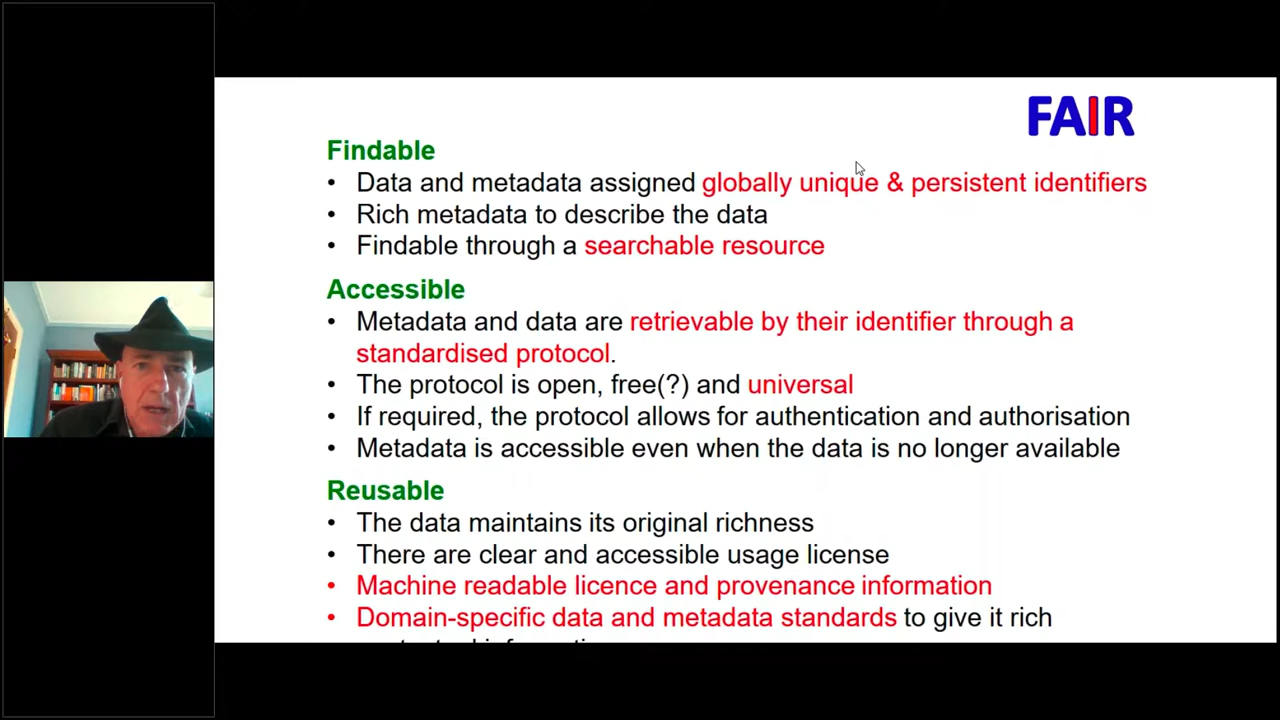 FAIR
Findable
• Data and metadata assigned globally unique & persistent identifiers
• Rich metadata to describe the data
• Findable through a searchable resource
Accessible
• Metadata and data are retrievable by their identifier through a
standardised protocol.
• The protocol is open, free(?) and universal
• If required, the protocol allows for authentication and authorisation
• Metadata is accessible even when the data is no longer available
Reusable
• The data maintains its original richness
• There are clear and accessible usage license
• Machine readable licence and provenance information
• Domain-specific data and metadata standards to give it rich